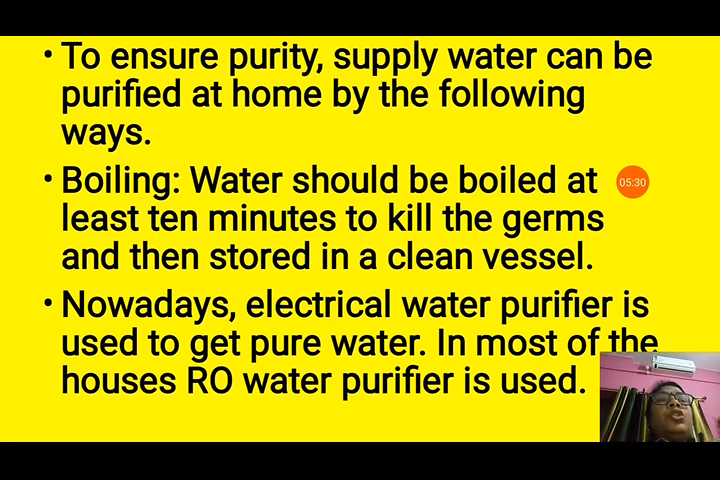 • To ensure purity, supply water can be
purified at home by the following
ways.
• Boiling: Water should be boiled at
least ten minutes to kill the germs
and then stored in a clean vessel.
05:30
• Nowadays, electrical water purifier is
used to get pure water. In most of the
houses RO water purifier is used.